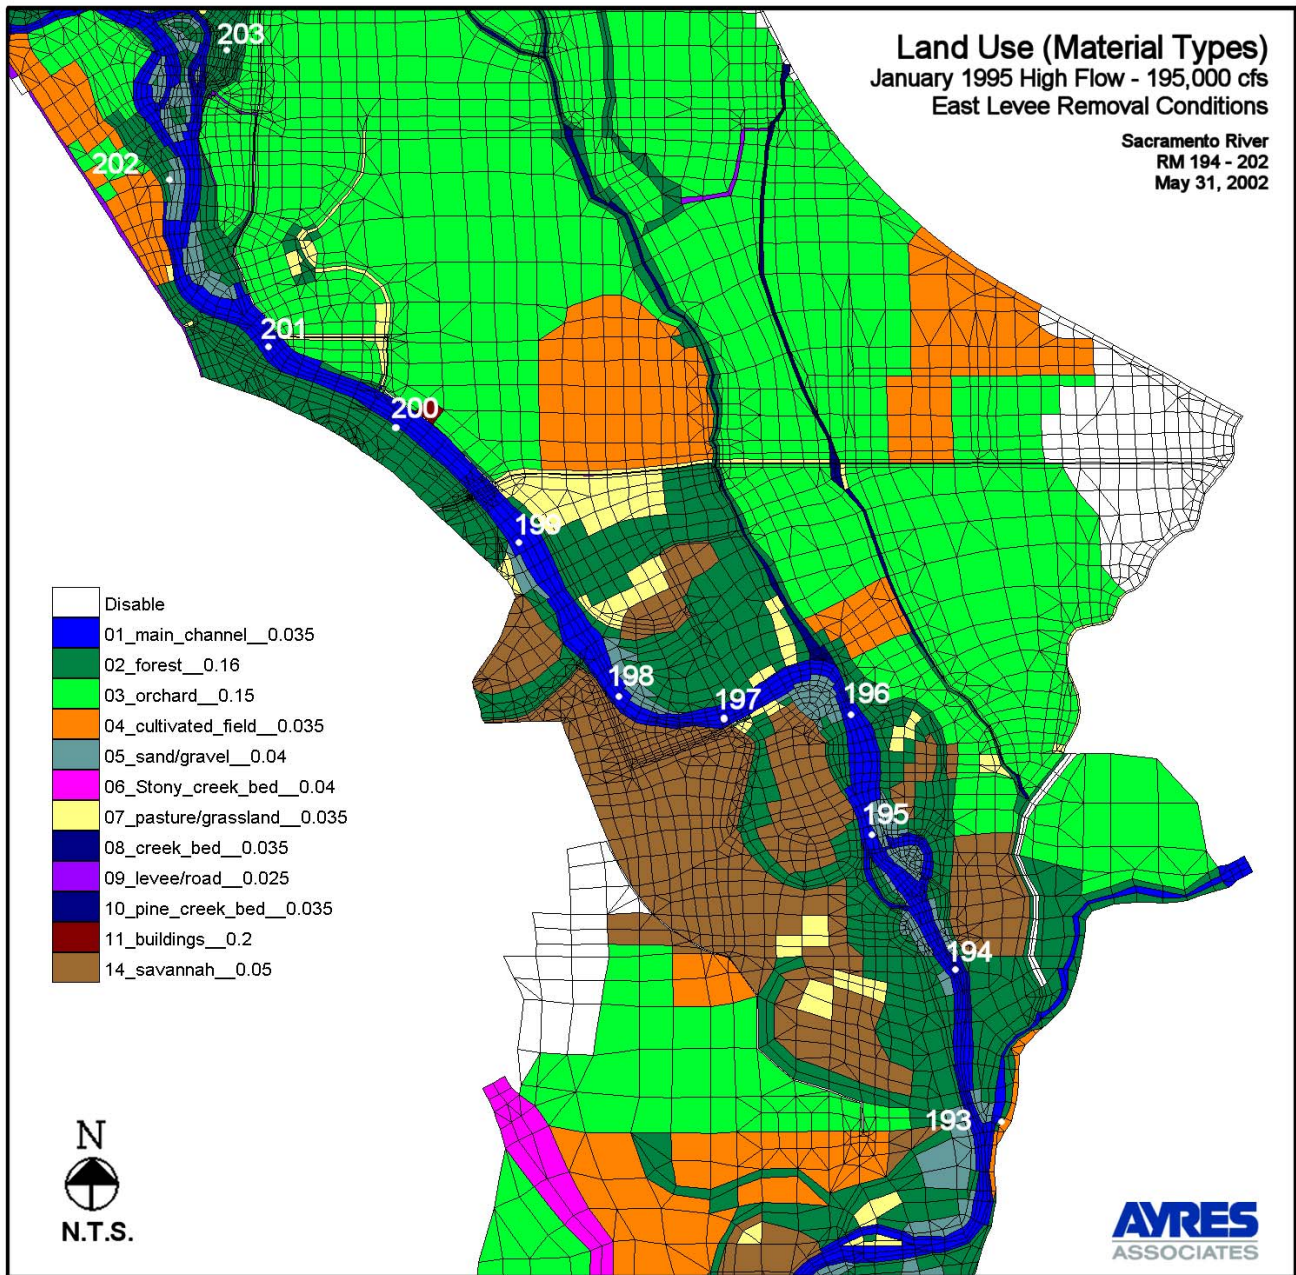 Land Use (Material Types)
January 1995 High Flow - 195,000 cfs
East Levee Removal Conditions
Sacramento River
RM 194 - 202
May 31, 2002
203
202
201
200
199
198
197
196
195
194
193
Disable
01_main_channel__0.035
02_forest__0.16
03_orchard__0.15
04_cultivated_field__0.035
05_sand/gravel__0.04
06_Stony_creek_bed__0.04
07_pasture/grassland__0.035
08_creek_bed__0.035
09_levee/road__0.025
10_pine_creek_bed__0.035
11_buildings__0.2
14_savannah__0.05
N
N.T.S.
AYRES
ASSOCIATES